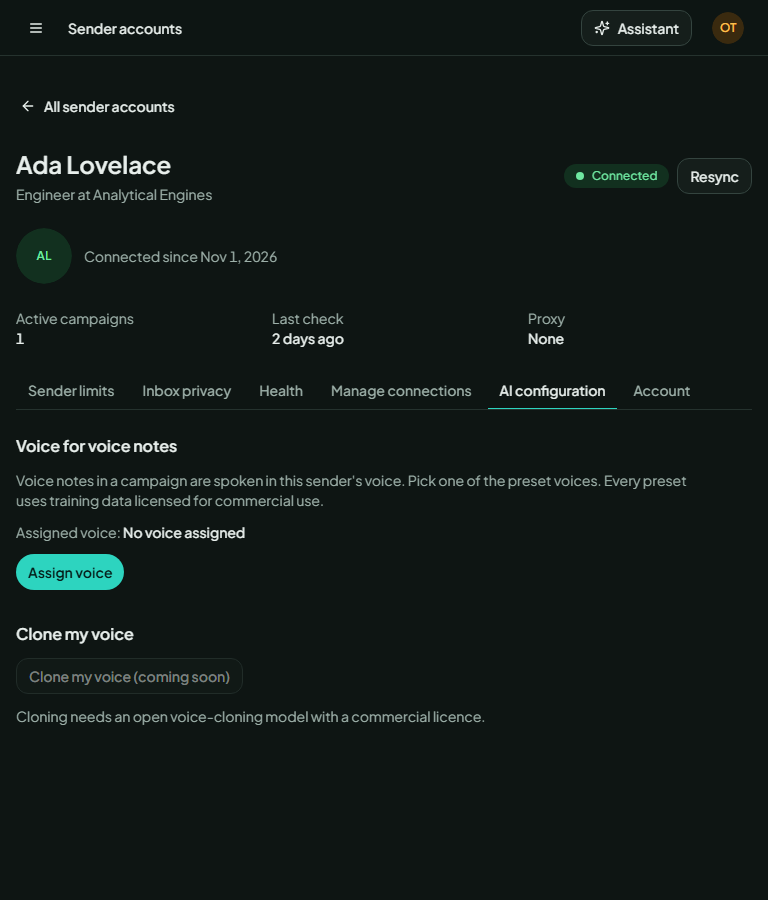 Sender accounts
Assistant
OT
All sender accounts
Ada Lovelace
Engineer at Analytical Engines
Connected
Resync
AL
Connected since Nov 1, 2026
Active campaigns
1
Last check
2 days ago
Proxy
None
Sender limits
Inbox privacy
Health
Manage connections
AI configuration
Account
Voice for voice notes
Voice notes in a campaign are spoken in this sender's voice. Pick one of the preset voices. Every preset
uses training data licensed for commercial use.
Assigned voice: No voice assigned
Assign voice
Clone my voice
Clone my voice (coming soon)
Cloning needs an open voice-cloning model with a commercial licence.